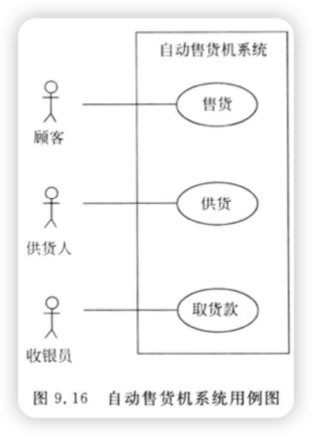 自动售货机系统
售货
顾客
供货
供货人
取货款
收银员
图 9.16 自动售货机系统用例图